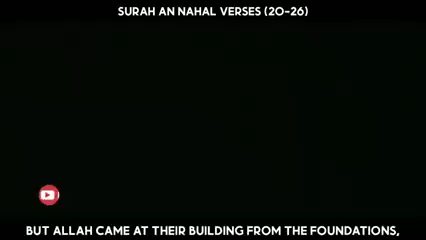 SURAH AN NAHAL VERSES (20-26)
BUT ALLAH CAME AT THEIR BUILDING FROM THE FOUNDATIONS,